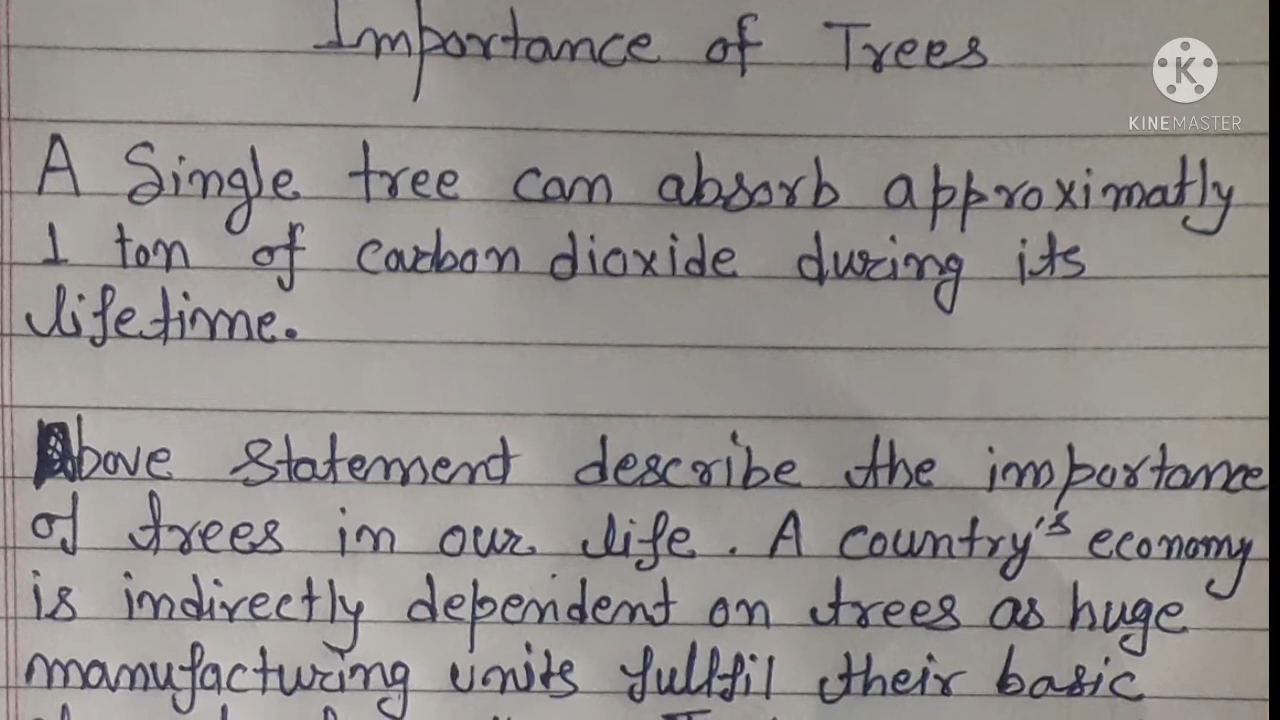 Importance of Trees
K
KINEMASTER
A Single tree can absorb approximatly
1 ton of carbon dioxide during its
lifetime.
Above statement describe the importance
of trees in our life. A country's economy
is indirectly dependent on trees as huge
manufacturing units fullfil their basic